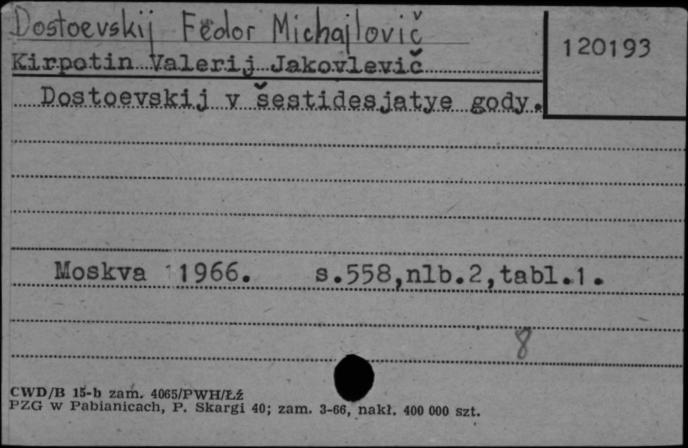 Dostoevskij Fëdor Michajlovič
120193
Kirpotin Valerij Jakovlevič
Dostoevskij v šestidesjatye gody.
Moskva 1966. s.558,nlb.2,tabl.1.
8
CWD/B 15-b zam. 4065/PWH/Łź
PZG w Pabianicach, P. Skargi 40; zam. 3-66, nakł. 400 000 szt.